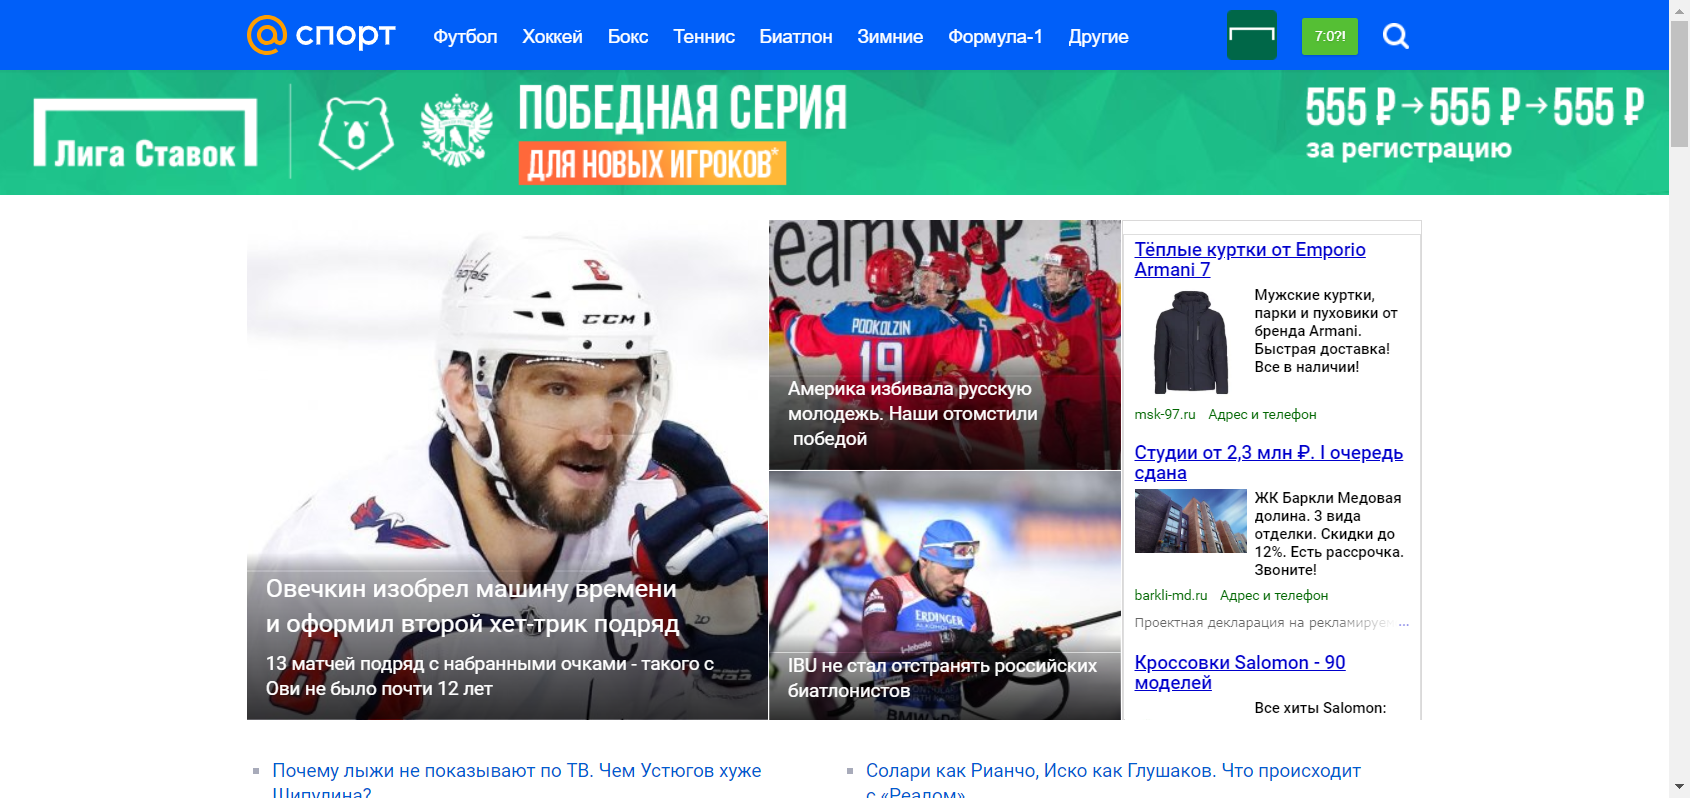 спорт
Футбол Хоккей Бокс Теннис Биатлон Зимние Формула-1 Другие
7:0?!
Лига Ставок
ПОБЕДНАЯ СЕРИЯ
ДЛЯ НОВЫХ ИГРОКОВ*
555 ₽→555 ₽→555 ₽
за регистрацию
capitals
CCM
Овечкин изобрел машину времени
и оформил второй хет-трик подряд
13 матчей подряд с набранными очками - такого с
Ови не было почти 12 лет
PODKOLZIN
19
Америка избивала русскую
молодежь. Наши отомстили
победой
ERDINGER
IBU не стал отстранять российских
биатлонистов
Тёплые куртки от Emporio
Armani 7
Мужские куртки,
парки и пуховики от
бренда Armani.
Быстрая доставка!
Все в наличии!
msk-97.ru Адрес и телефон
Студии от 2,3 млн ₽. I очередь
сдана
ЖК Баркли Медовая
долина. 3 вида
отделки. Скидки до
12%. Есть рассрочка.
Звоните!
barkli-md.ru Адрес и телефон
Проектная декларация на рекламируем...
Кроссовки Salomon - 90
моделей
Все хиты Salomon:
Почему лыжи не показывают по ТВ. Чем Устюгов хуже
Шипулина?
Солари как Рианчо, Иско как Глушаков. Что происходит
с «Реалом»